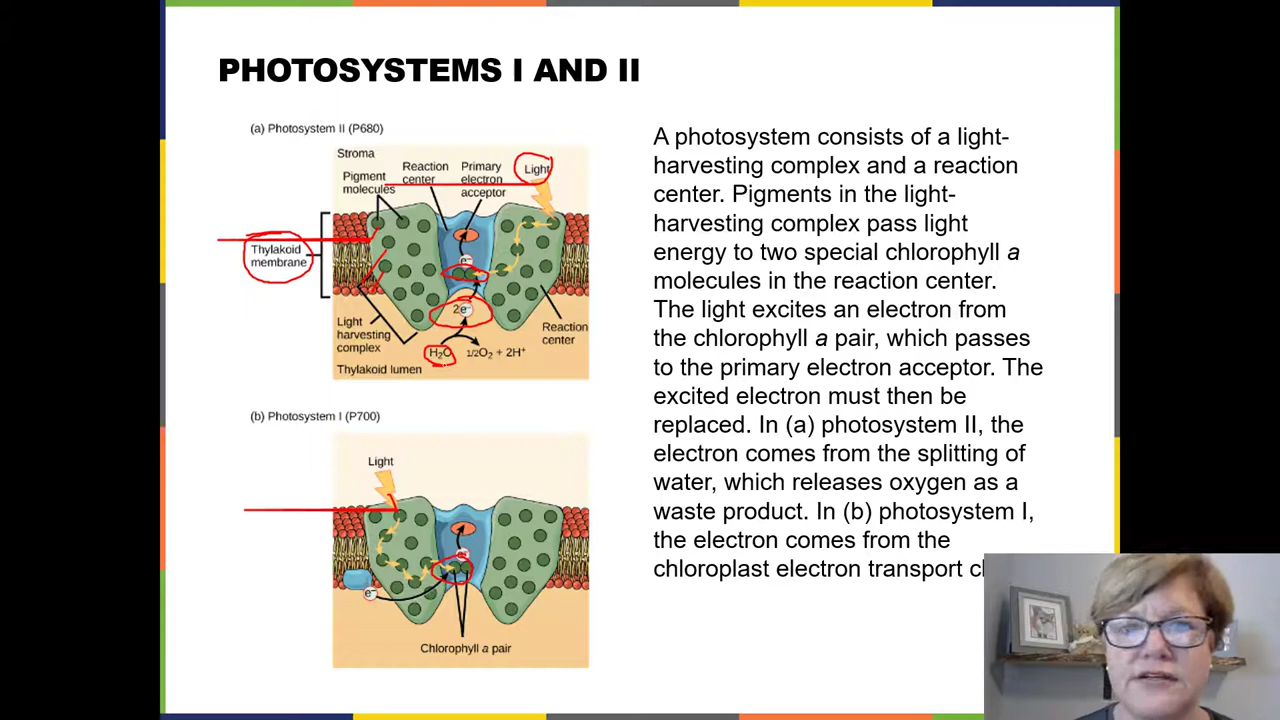 PHOTOSYSTEMS I AND II
(a) Photosystem II (P680)
Stroma
Pigment
molecules
Reaction
center
Primary
electron
acceptor
Light
Thylakoid
membrane
e⁻
2e⁻
Light
harvesting
complex
H₂O
1/2O₂ + 2H⁺
Reaction
center
Thylakoid lumen
(b) Photosystem I (P700)
Light
e⁻
e⁻
Chlorophyll a pair
A photosystem consists of a light-
harvesting complex and a reaction
center. Pigments in the light-
harvesting complex pass light
energy to two special chlorophyll a
molecules in the reaction center.
The light excites an electron from
the chlorophyll a pair, which passes
to the primary electron acceptor. The
excited electron must then be
replaced. In (a) photosystem II, the
electron comes from the splitting of
water, which releases oxygen as a
waste product. In (b) photosystem I,
the electron comes from the
chloroplast electron transport